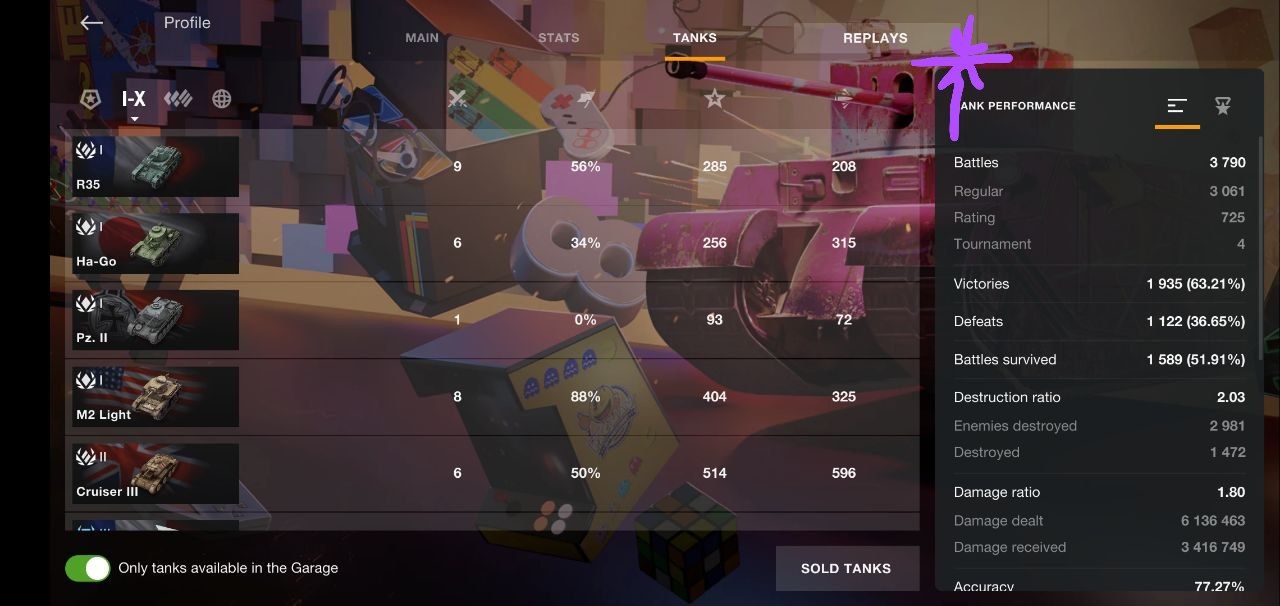 Profile
MAIN STATS TANKS REPLAYS
I-X
TANK PERFORMANCE
I
R35 9 56% 285 208
I
Ha-Go 6 34% 256 315
I
Pz. II 1 0% 93 72
I
M2 Light 8 88% 404 325
II
Cruiser III 6 50% 514 596
Only tanks available in the Garage
SOLD TANKS
Battles 3 790
Regular 3 061
Rating 725
Tournament 4
Victories 1 935 (63.21%)
Defeats 1 122 (36.65%)
Battles survived 1 589 (51.91%)
Destruction ratio 2.03
Enemies destroyed 2 981
Destroyed 1 472
Damage ratio 1.80
Damage dealt 6 136 463
Damage received 3 416 749
Accuracy 77.27%